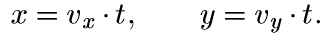 x = v_x · t,   y = v_y · t.